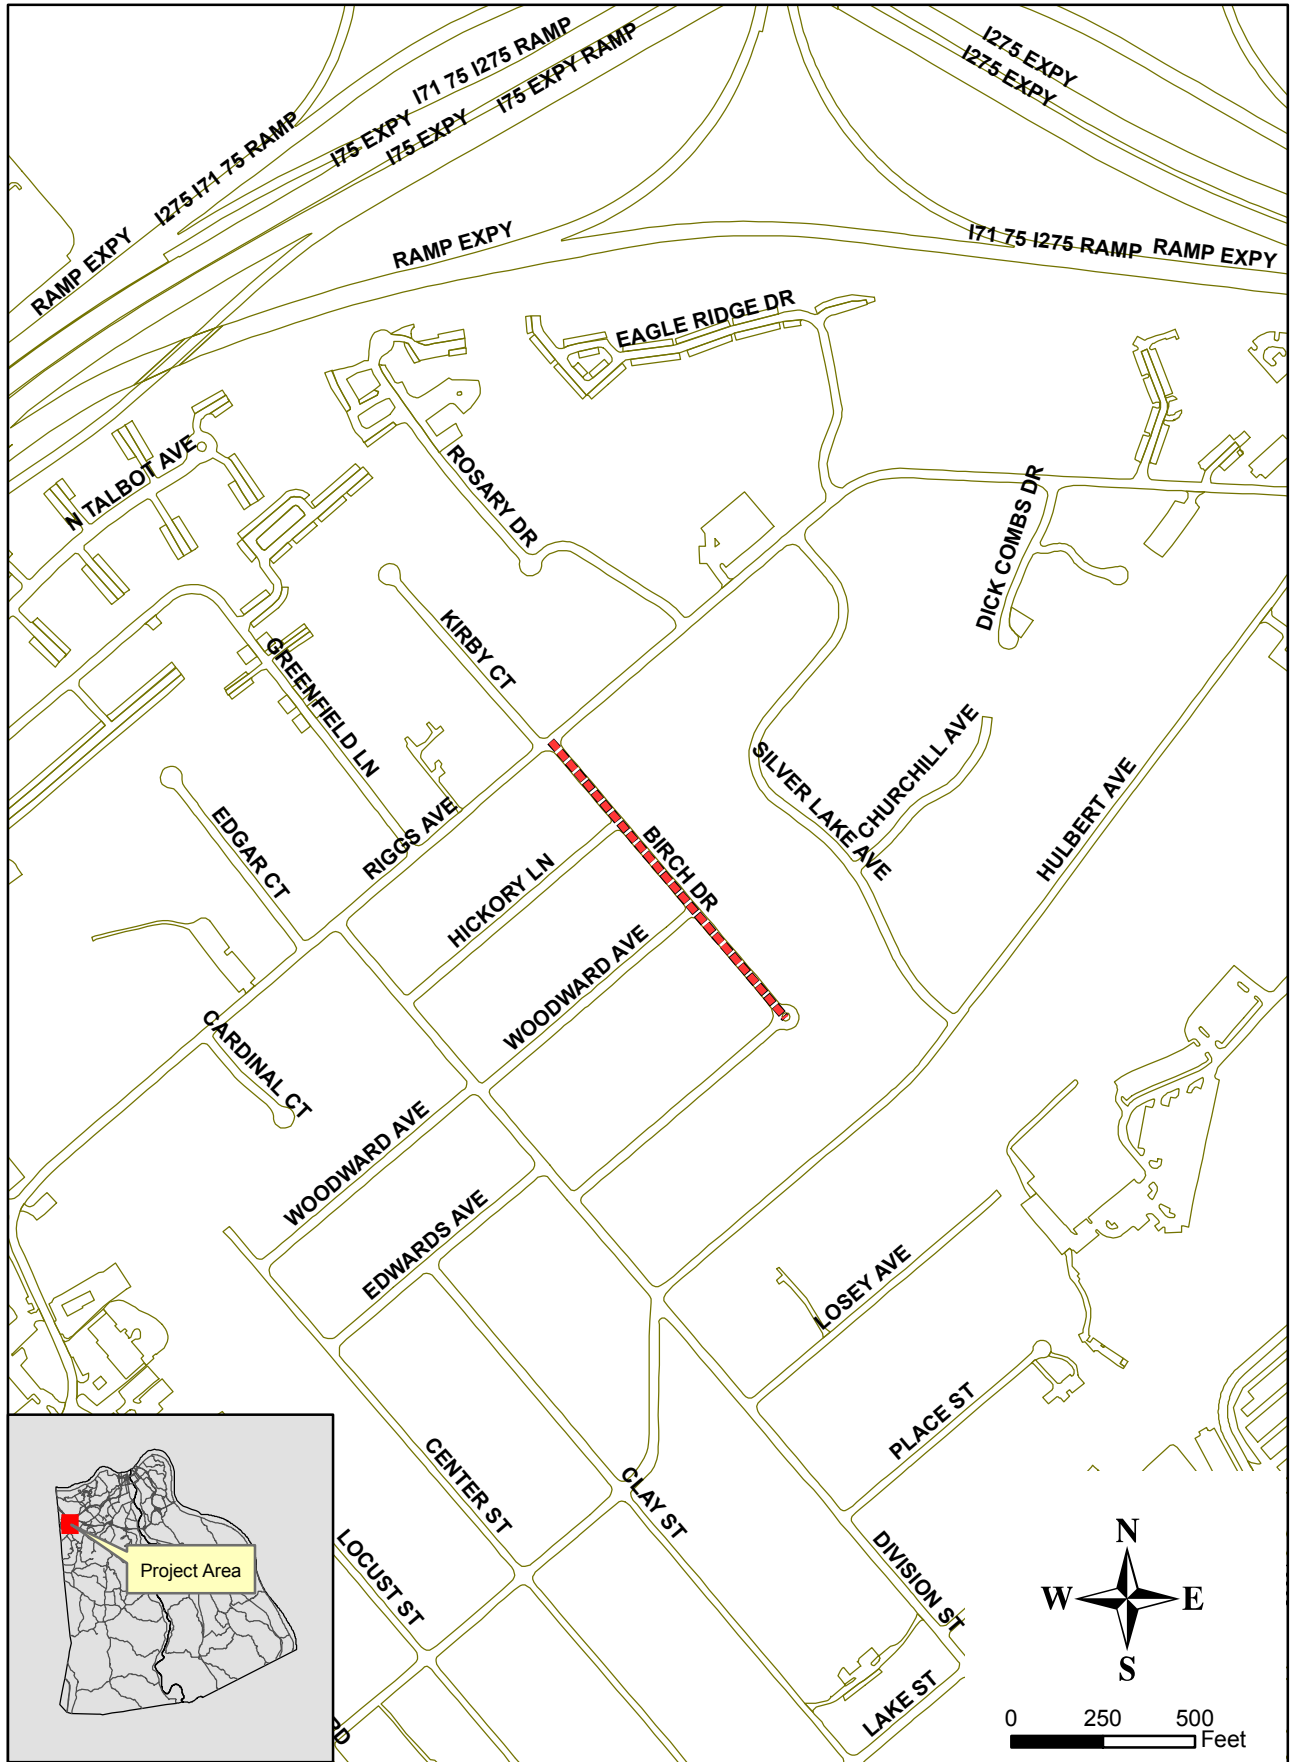 I275 EXPY
I275 EXPY
I71 75 I275 RAMP
I75 EXPY RAMP
I75 EXPY
I75 EXPY
I275 I71 75 RAMP
RAMP EXPY
RAMP EXPY
I71 75 I275 RAMP
RAMP EXPY
EAGLE RIDGE DR
N TALBOT AVE
ROSARY DR
DICK COMBS DR
KIRBY CT
GREENFIELD LN
SILVER LAKE AVE
CHURCHILL AVE
HULBERT AVE
EDGAR CT
RIGGS AVE
BIRCH DR
HICKORY LN
WOODWARD AVE
CARDINAL CT
WOODWARD AVE
EDWARDS AVE
LOSEY AVE
PLACE ST
CENTER ST
CLAY ST
LOCUST ST
DIVISION ST
LAKE ST
RD
Project Area
N
W
E
S
0 250 500
Feet